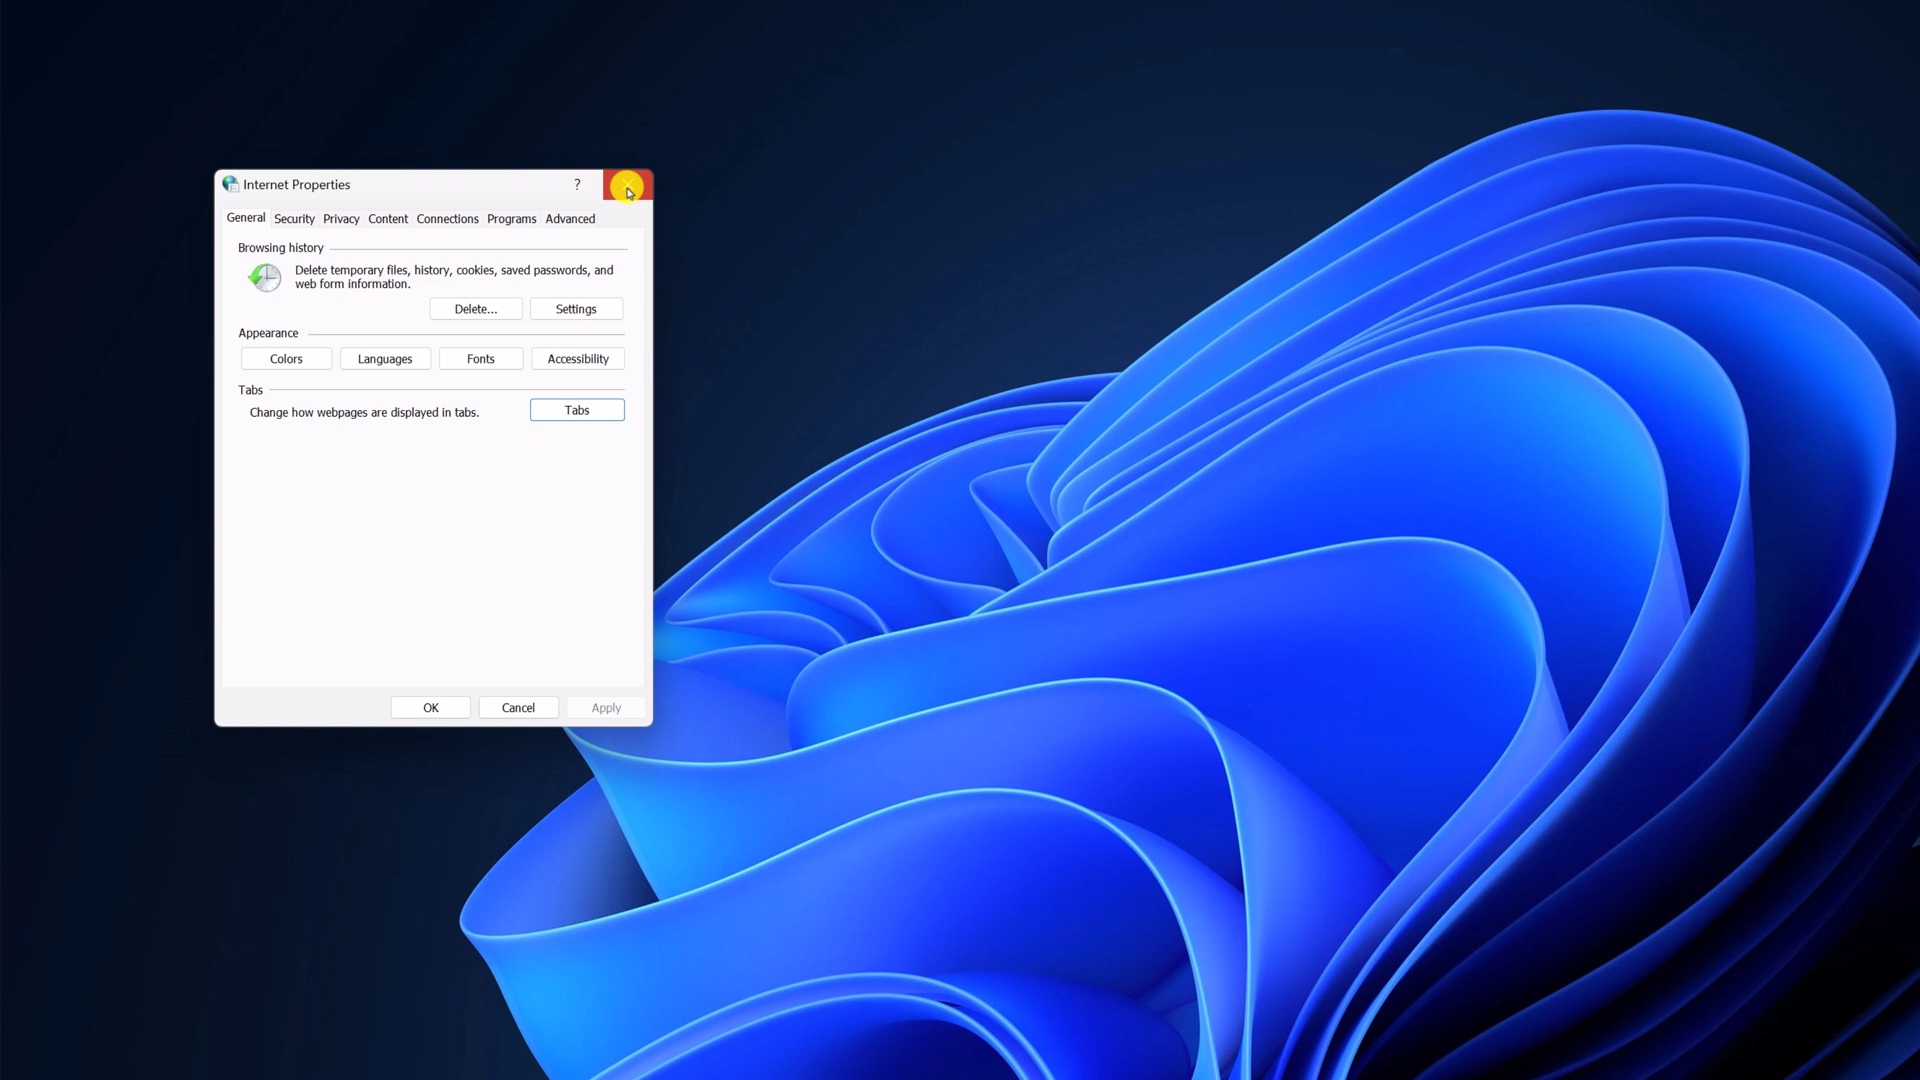 Internet Properties ?
General Security Privacy Content Connections Programs Advanced
Browsing history
Delete temporary files, history, cookies, saved passwords, and
web form information.
Delete... Settings
Appearance
Colors Languages Fonts Accessibility
Tabs
Change how webpages are displayed in tabs. Tabs
OK Cancel Apply